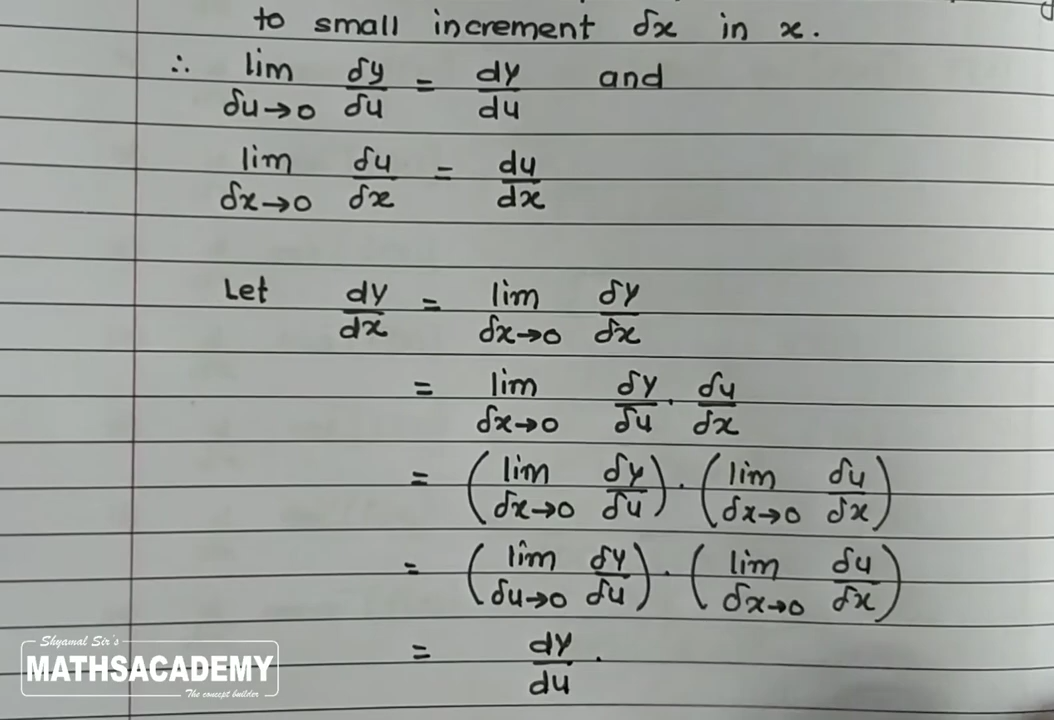 to small increment δx in x.
∴ lim δu→0 δy/δu = dy/du and
lim δx→0 δu/δx = du/dx
Let dy/dx = lim δx→0 δy/δx
= lim δx→0 δy/δu · δu/δx
= (lim δx→0 δy/δu) · (lim δx→0 δu/δx)
= (lim δu→0 δy/δu) · (lim δx→0 δu/δx)
= dy/du ·
Shyamal Sir's
MATHSACADEMY
The concept builder